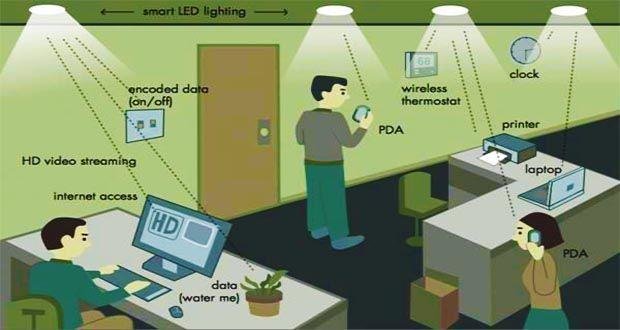 smart LED lighting
encoded data
(on/off)
68
wireless
thermostat
clock
PDA
printer
HD video streaming
laptop
internet access
HD
PDA
data
(water me)